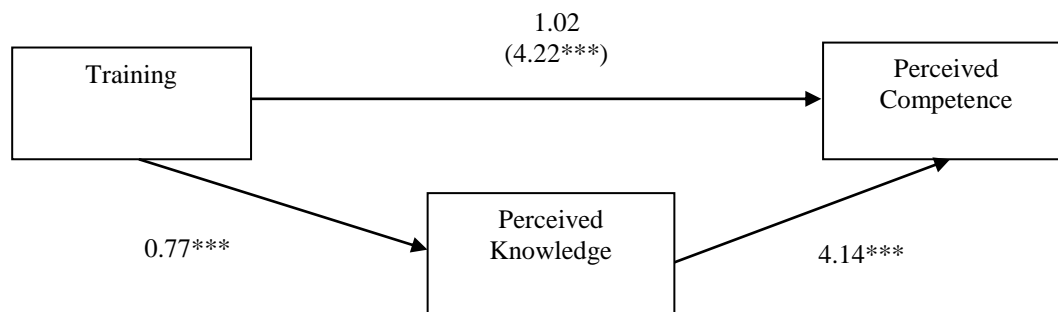 1.02
(4.22***)
Training
Perceived
Competence
Perceived
Knowledge
0.77***
4.14***